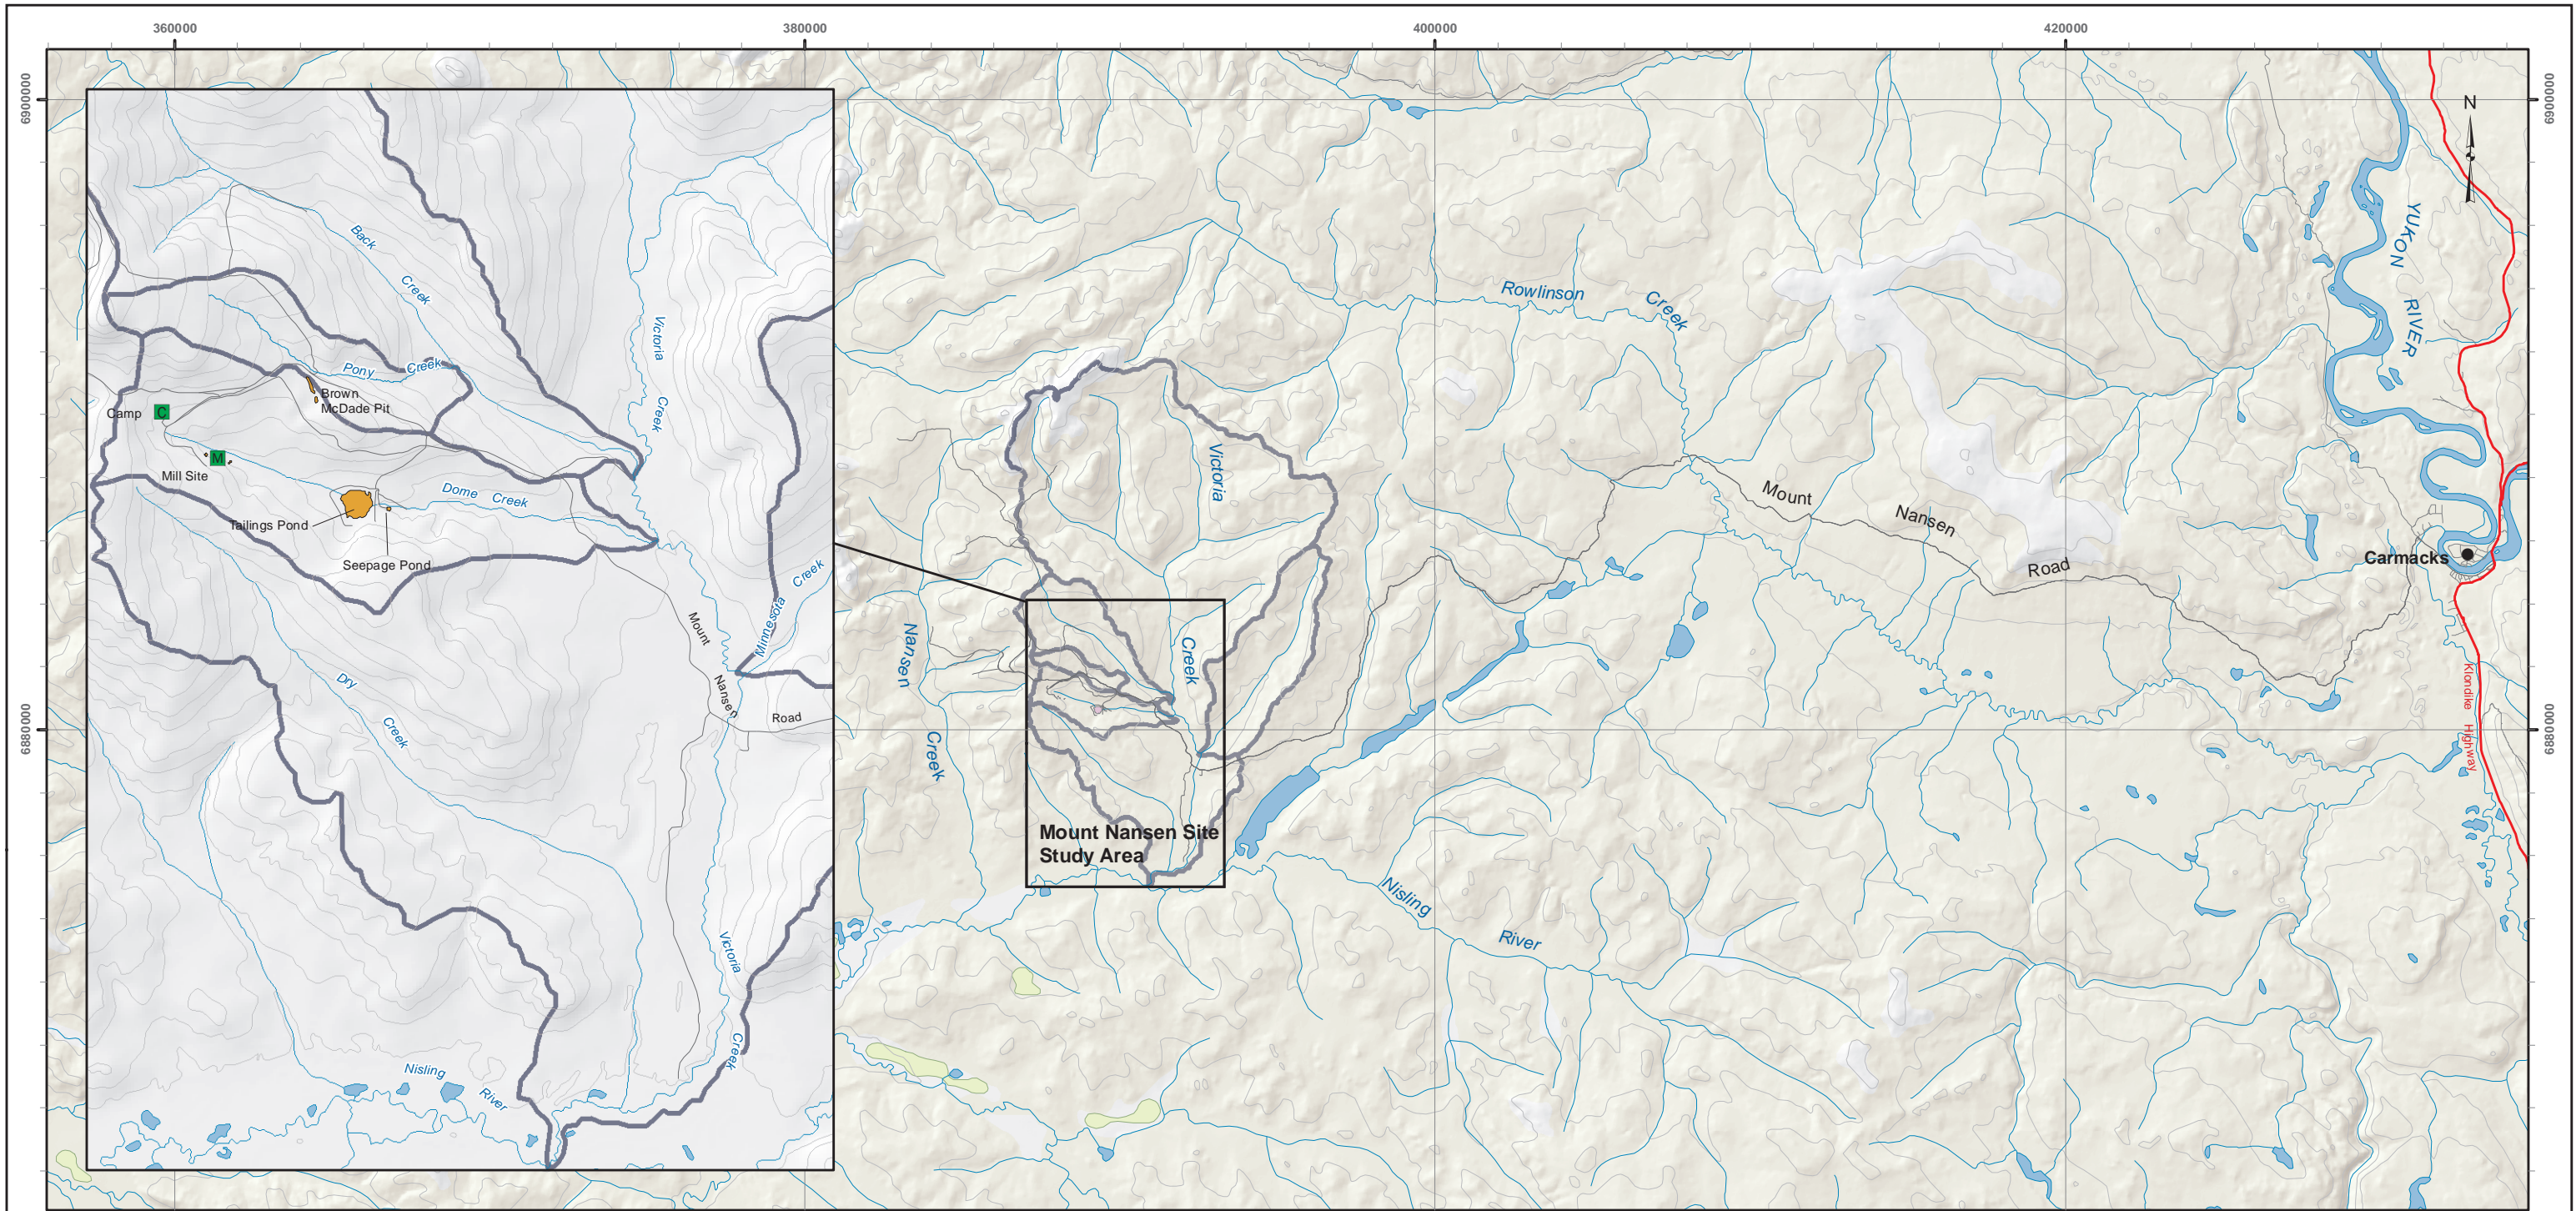 360000
380000
400000
420000
6900000
6900000
N
YUKON RIVER
Back Creek
Victoria Creek
Rowlinson Creek
Pony Creek
Brown
McDade Pit
Camp
C
M
Mill Site
Dome Creek
Tailings Pond
Seepage Pond
Victoria Creek
Mount Nansen Road
Carmacks
Minnesota Creek
Mount Nansen Road
Nansen Creek
Dry Creek
Klondike Highway
6880000
6880000
Mount Nansen Site
Study Area
Nisling River
Victoria Creek
Nisling River